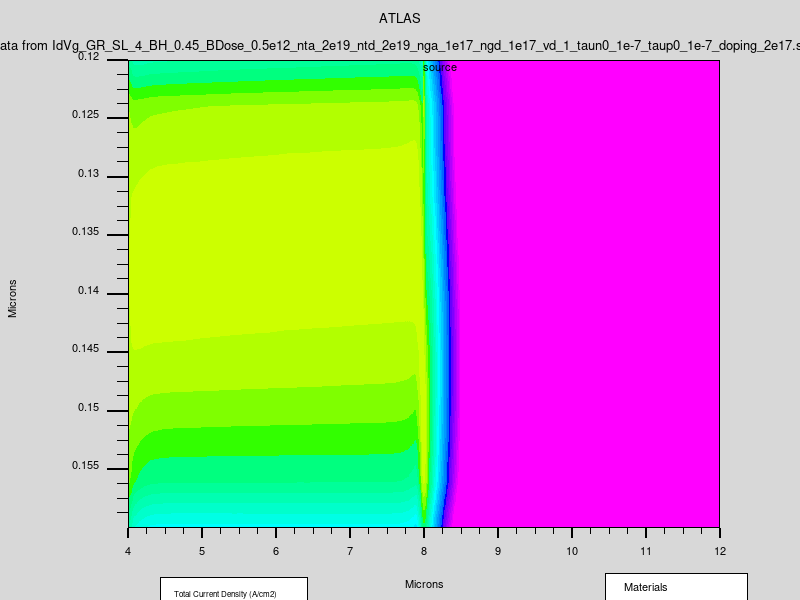 ATLAS
ata from IdVg_GR_SL_4_BH_0.45_BDose_0.5e12_nta_2e19_ntd_2e19_nga_1e17_ngd_1e17_vd_1_taun0_1e-7_taup0_1e-7_doping_2e17.s
source
0.12
0.125
0.13
0.135
0.14
0.145
0.15
0.155
Microns
4 5 6 7 8 9 10 11 12
Microns
Total Current Density (A/cm2)
Materials